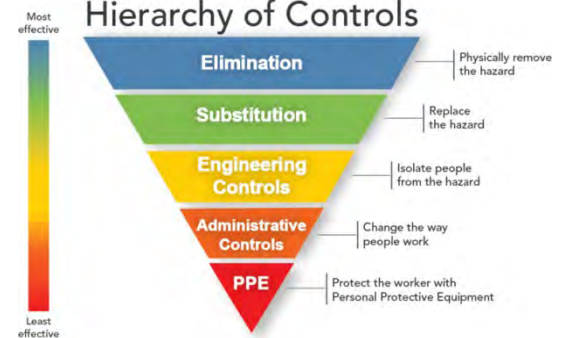 Hierarchy of Controls
Most
effective
Elimination
Physically remove
the hazard
Substitution
Replace
the hazard
Engineering
Controls
Isolate people
from the hazard
Administrative
Controls
Change the way
people work
PPE
Protect the worker with
Personal Protective Equipment
Least
effective